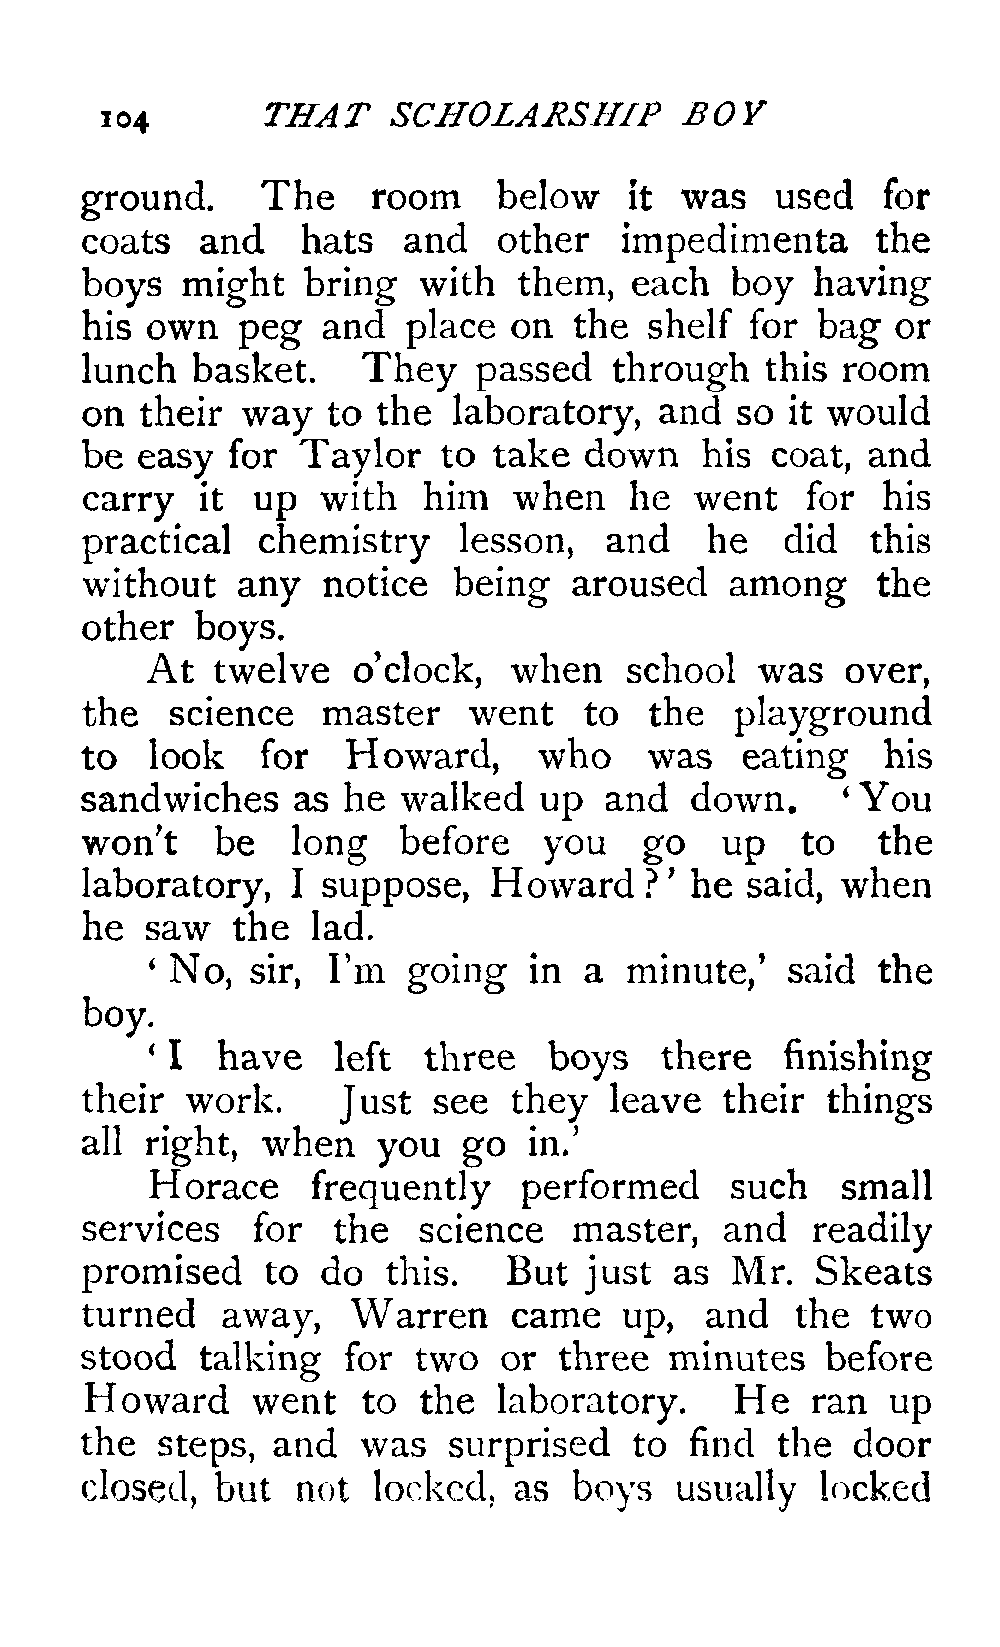 104 THAT SCHOLARSHIP BOY
ground. The room below it was used for
coats and hats and other impedimenta the
boys might bring with them, each boy having
his own peg and place on the shelf for bag or
lunch basket. They passed through this room
on their way to the laboratory, and so it would
be easy for Taylor to take down his coat, and
carry it up with him when he went for his
practical chemistry lesson, and he did this
without any notice being aroused among the
other boys.
At twelve o'clock, when school was over,
the science master went to the playground
to look for Howard, who was eating his
sandwiches as he walked up and down. ‘You
won't be long before you go up to the
laboratory, I suppose, Howard?’ he said, when
he saw the lad.
‘No, sir, I'm going in a minute,’ said the
boy.
‘I have left three boys there finishing
their work. Just see they leave their things
all right, when you go in.’
Horace frequently performed such small
services for the science master, and readily
promised to do this. But just as Mr. Skeats
turned away, Warren came up, and the two
stood talking for two or three minutes before
Howard went to the laboratory. He ran up
the steps, and was surprised to find the door
closed, but not locked, as boys usually locked